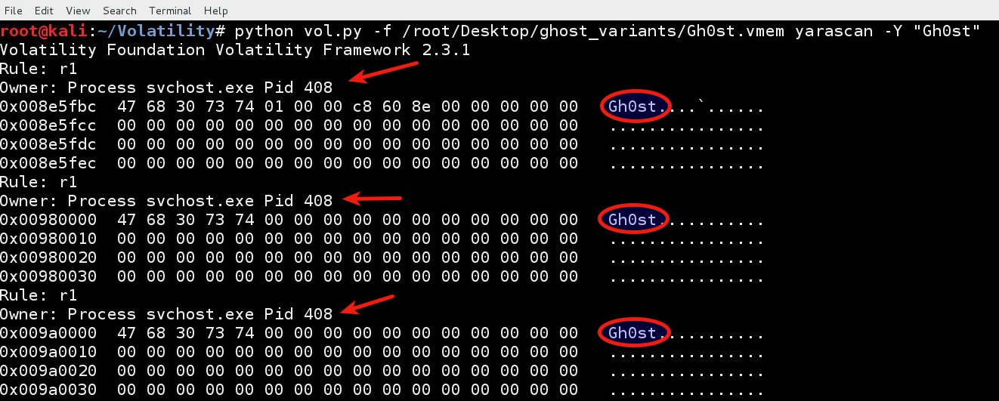 File Edit View Search Terminal Help
root@kali:~/Volatility# python vol.py -f /root/Desktop/ghost_variants/Gh0st.vmem yarascan -Y "Gh0st"
Volatility Foundation Volatility Framework 2.3.1
Rule: r1
Owner: Process svchost.exe Pid 408
0x008e5fbc 47 68 30 73 74 01 00 00 c8 60 8e 00 00 00 00 00 Gh0st....`......
0x008e5fcc 00 00 00 00 00 00 00 00 00 00 00 00 00 00 00 00 ................
0x008e5fdc 00 00 00 00 00 00 00 00 00 00 00 00 00 00 00 00 ................
0x008e5fec 00 00 00 00 00 00 00 00 00 00 00 00 00 00 00 00 ................
Rule: r1
Owner: Process svchost.exe Pid 408
0x00980000 47 68 30 73 74 00 00 00 00 00 00 00 00 00 00 00 Gh0st...........
0x00980010 00 00 00 00 00 00 00 00 00 00 00 00 00 00 00 00 ................
0x00980020 00 00 00 00 00 00 00 00 00 00 00 00 00 00 00 00 ................
0x00980030 00 00 00 00 00 00 00 00 00 00 00 00 00 00 00 00 ................
Rule: r1
Owner: Process svchost.exe Pid 408
0x009a0000 47 68 30 73 74 00 00 00 00 00 00 00 00 00 00 00 Gh0st...........
0x009a0010 00 00 00 00 00 00 00 00 00 00 00 00 00 00 00 00 ................
0x009a0020 00 00 00 00 00 00 00 00 00 00 00 00 00 00 00 00 ................
0x009a0030 00 00 00 00 00 00 00 00 00 00 00 00 00 00 00 00 ................